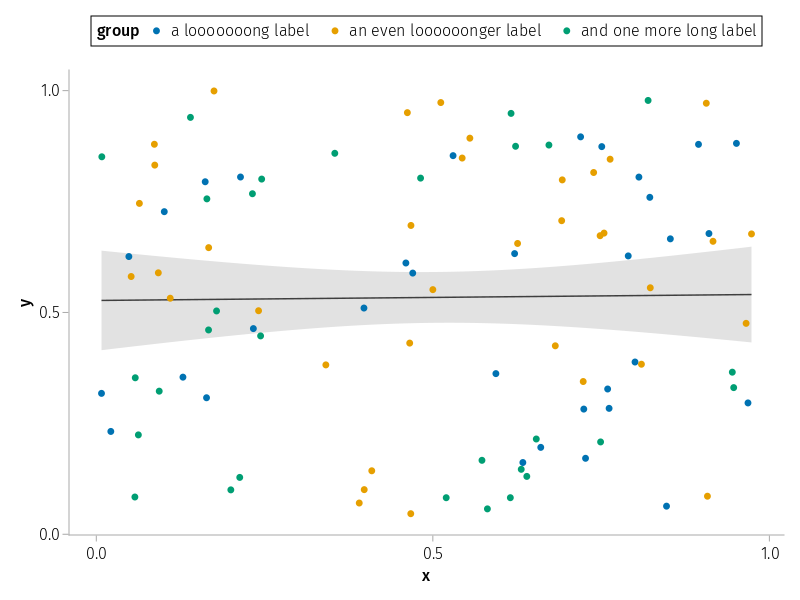 group
a looooooong label
an even loooooonger label
and one more long label
1.0
0.5
0.0
y
0.0
0.5
1.0
x